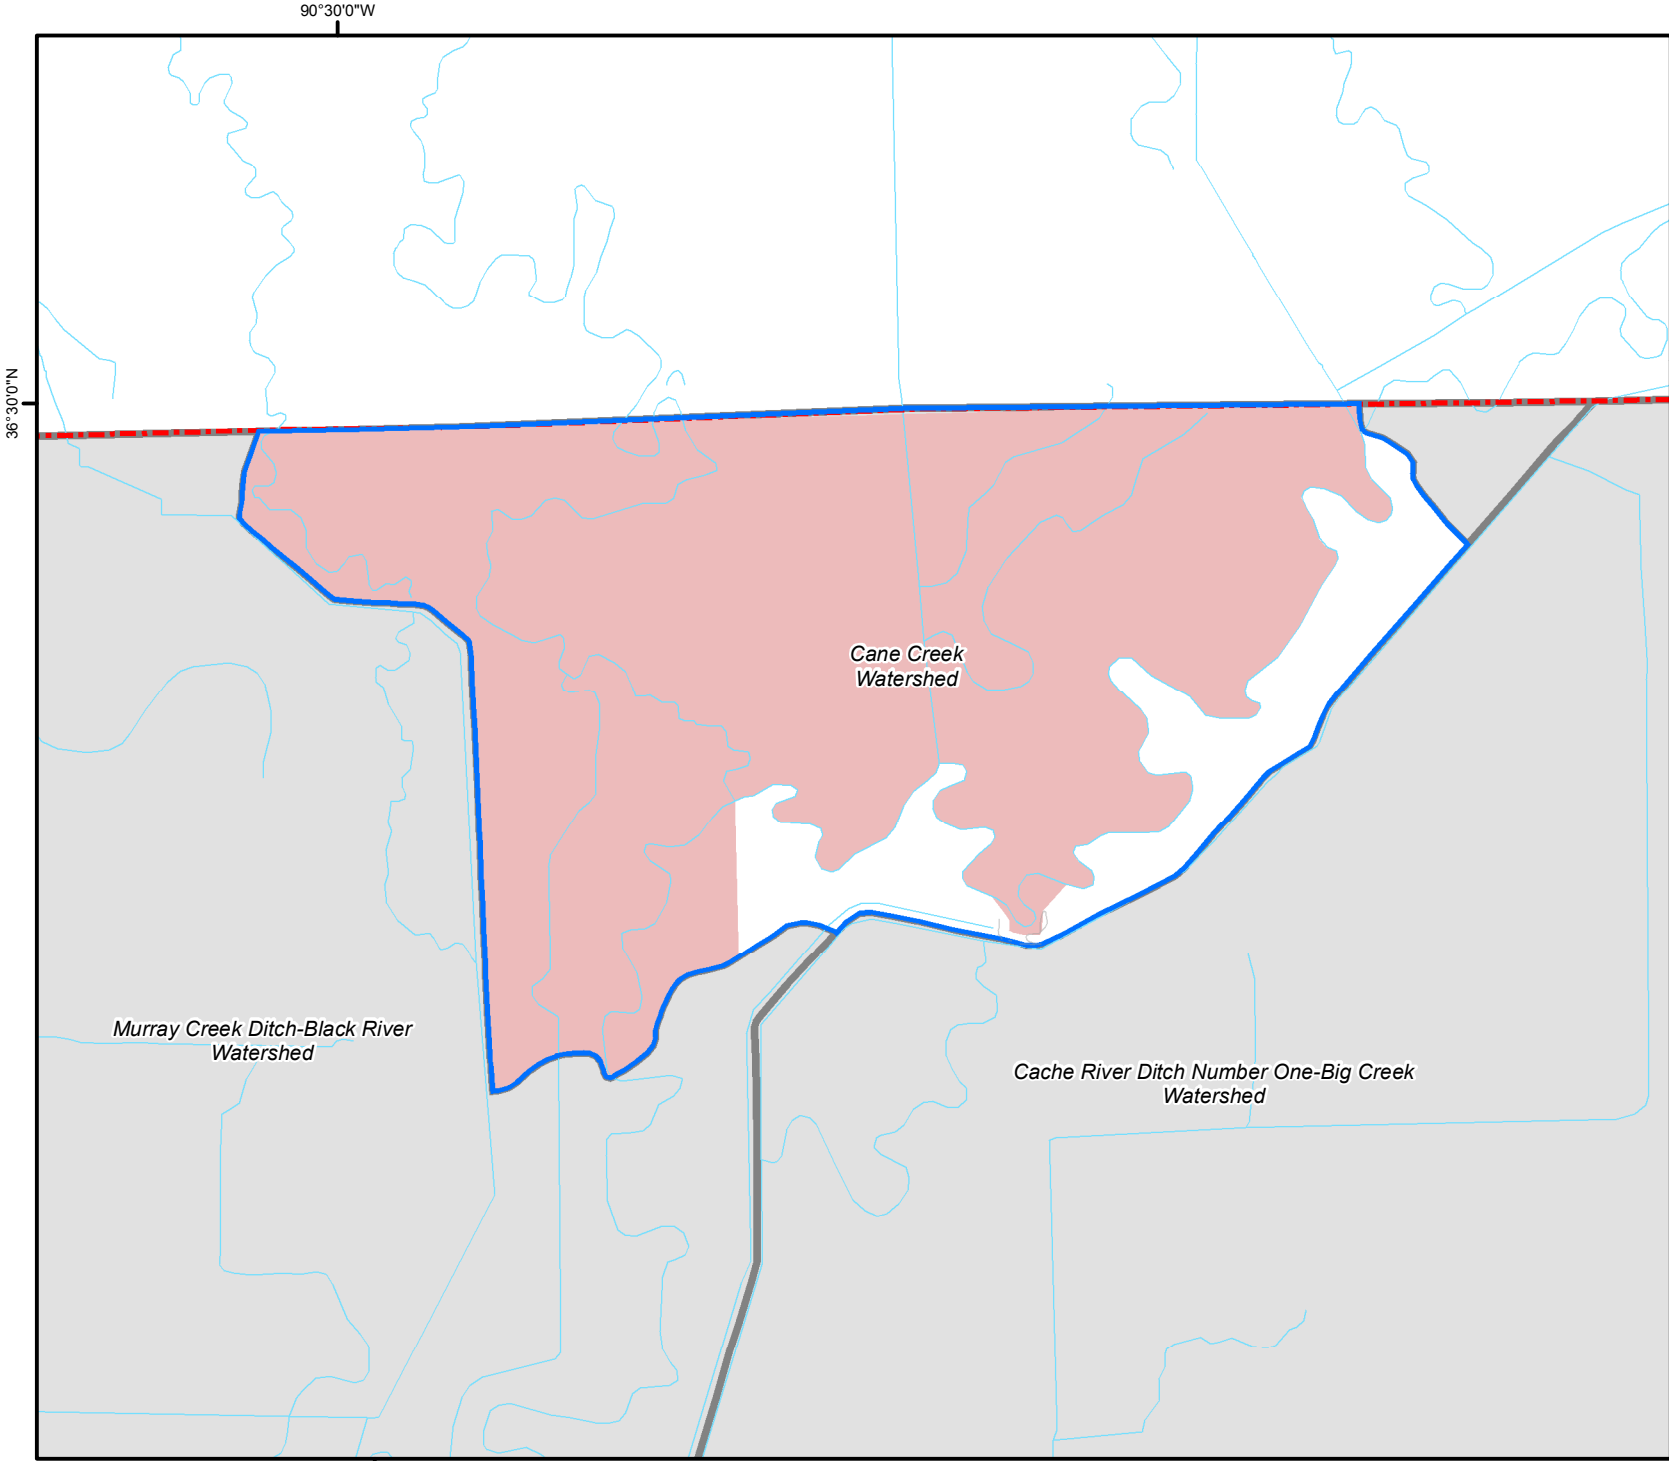 90°30'0"W
36°30'0"N
Cane Creek
Watershed
Murray Creek Ditch-Black River
Watershed
Cache River Ditch Number One-Big Creek
Watershed